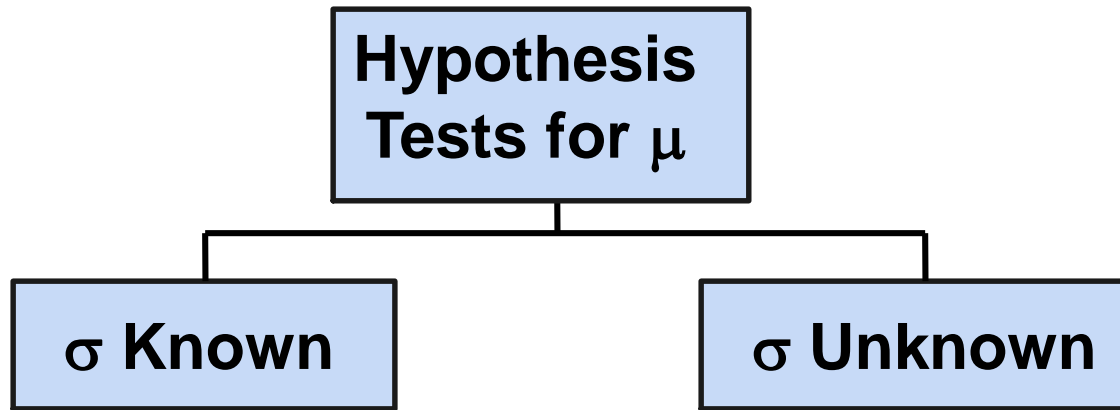 Hypothesis
Tests for μ
σ Known
σ Unknown